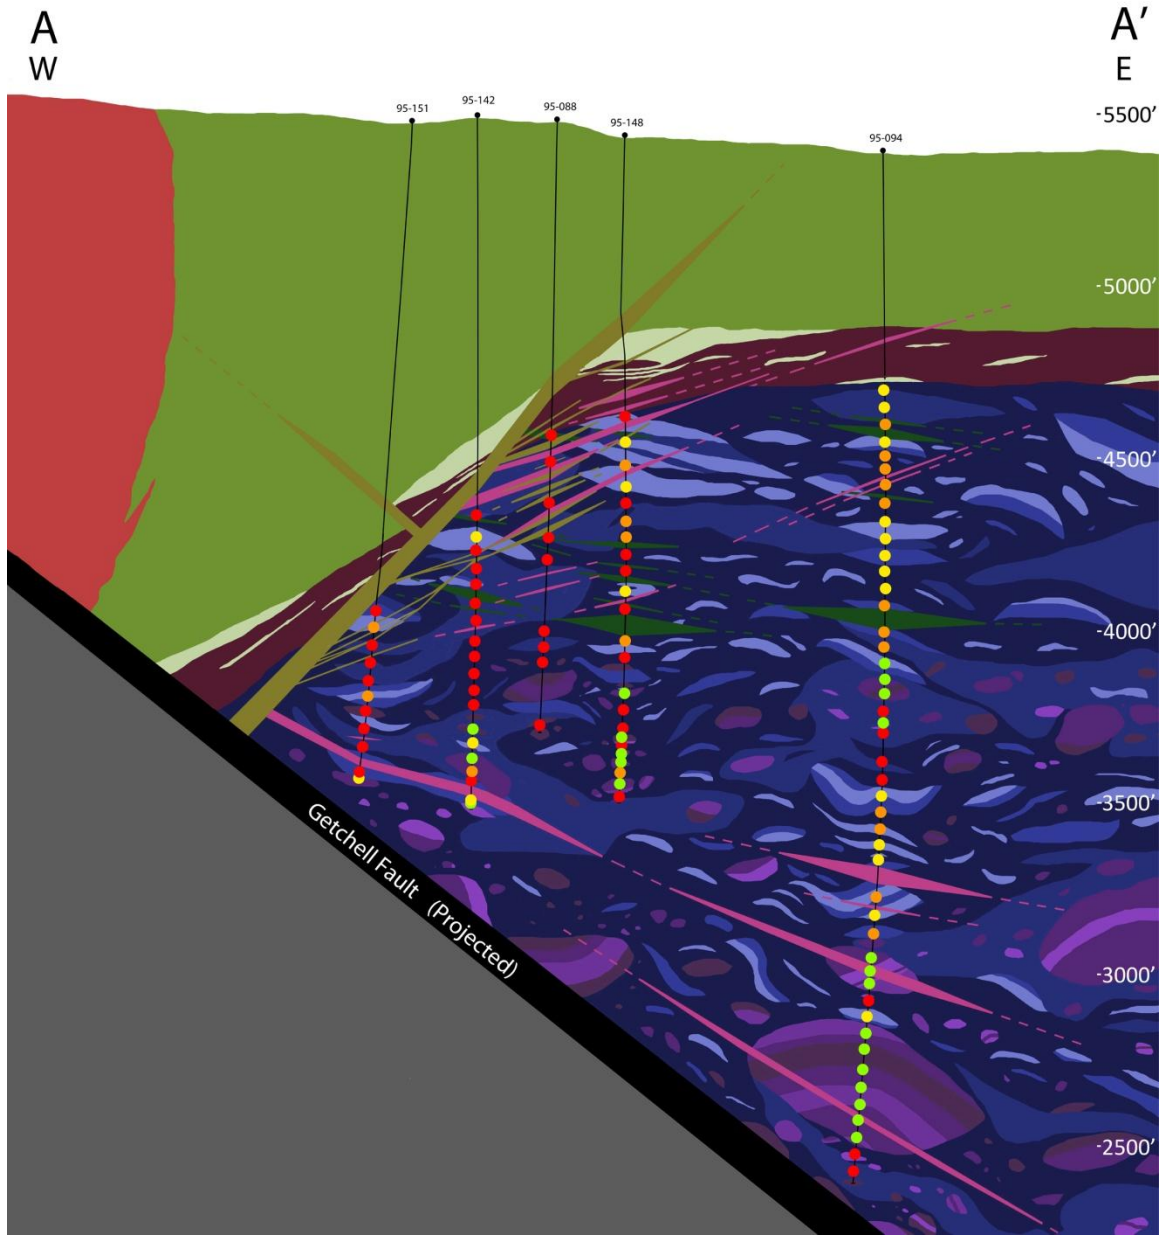 A
W
A’
E
95-151
95-142
95-088
95-148
95-094
-5500’
-5000’
-4500’
-4000’
-3500’
-3000’
-2500’
Getchell Fault (Projected)